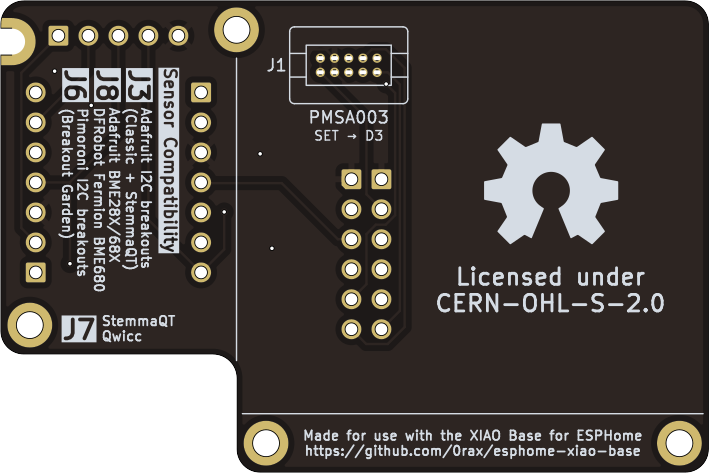 J1
PMSA003
SET → D3
Sensor Compatibility
J3
Adafruit I2C breakouts
(Classic + StemmaQT)
J8
Adafruit BME28X/68X
DFRobot Fermion BME680
J6
Pimoroni I2C breakouts
(Breakout Garden)
J7
StemmaQT
Qwicc
Licensed under
CERN-OHL-S-2.0
Made for use with the XIAO Base for ESPHome
https://github.com/0rax/esphome-xiao-base